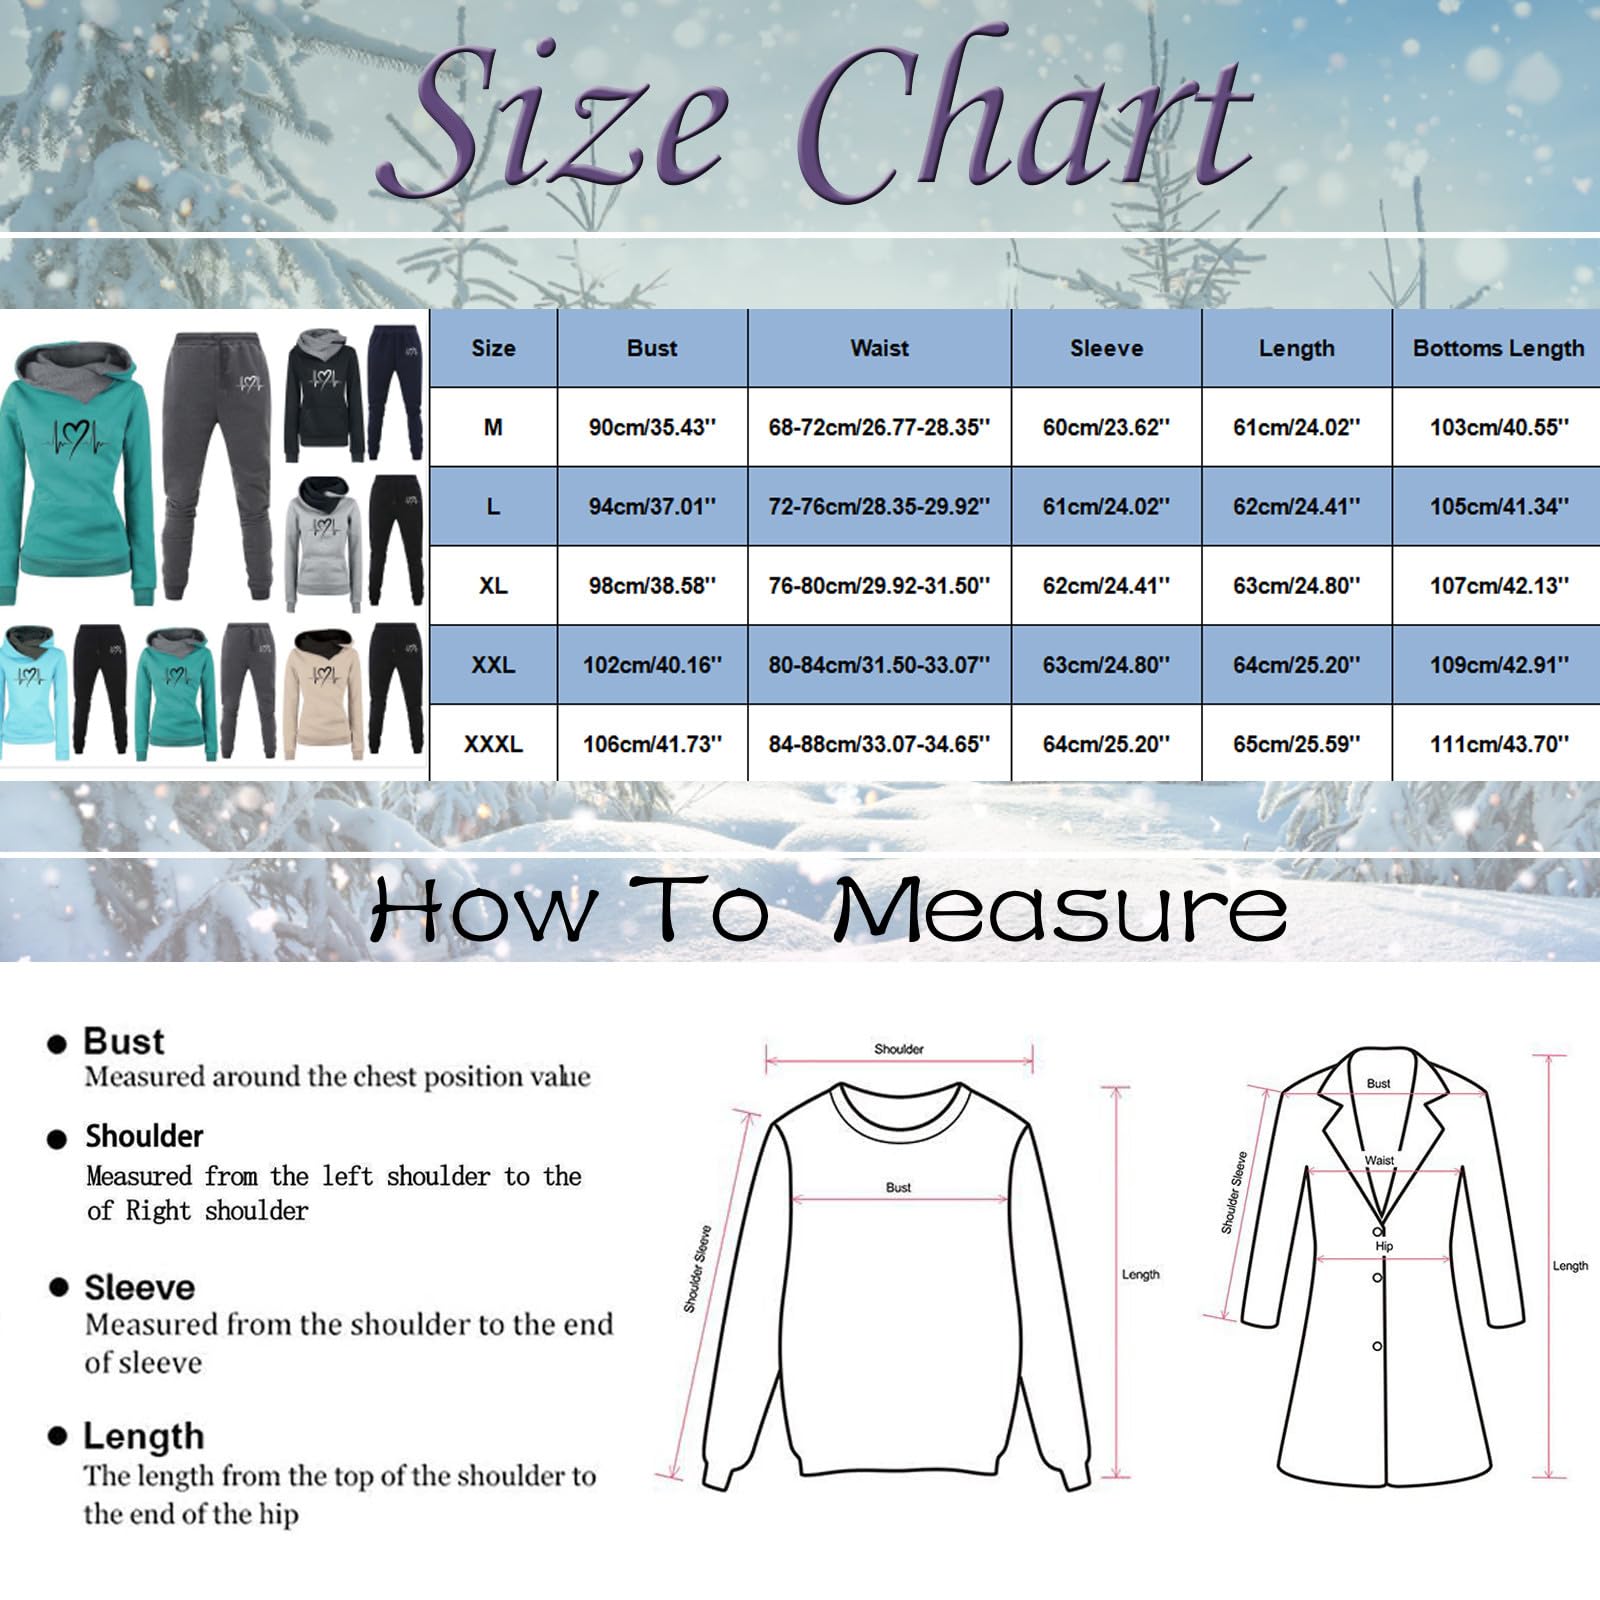 Size Chart
Size Bust Waist Sleeve Length Bottoms Length
M 90cm/35.43'' 68-72cm/26.77-28.35'' 60cm/23.62'' 61cm/24.02'' 103cm/40.55''
L 94cm/37.01'' 72-76cm/28.35-29.92'' 61cm/24.02'' 62cm/24.41'' 105cm/41.34''
XL 98cm/38.58'' 76-80cm/29.92-31.50'' 62cm/24.41'' 63cm/24.80'' 107cm/42.13''
XXL 102cm/40.16'' 80-84cm/31.50-33.07'' 63cm/24.80'' 64cm/25.20'' 109cm/42.91''
XXXL 106cm/41.73'' 84-88cm/33.07-34.65'' 64cm/25.20'' 65cm/25.59'' 111cm/43.70''
How To Measure
Bust
Measured around the chest position value
Shoulder
Measured from the left shoulder to the
of Right shoulder
Sleeve
Measured from the shoulder to the end
of sleeve
Length
The length from the top of the shoulder to
the end of the hip
Shoulder
Bust
Shoulder Sleeve
Length
Bust
Waist
Shoulder Sleeve
Hip
Length